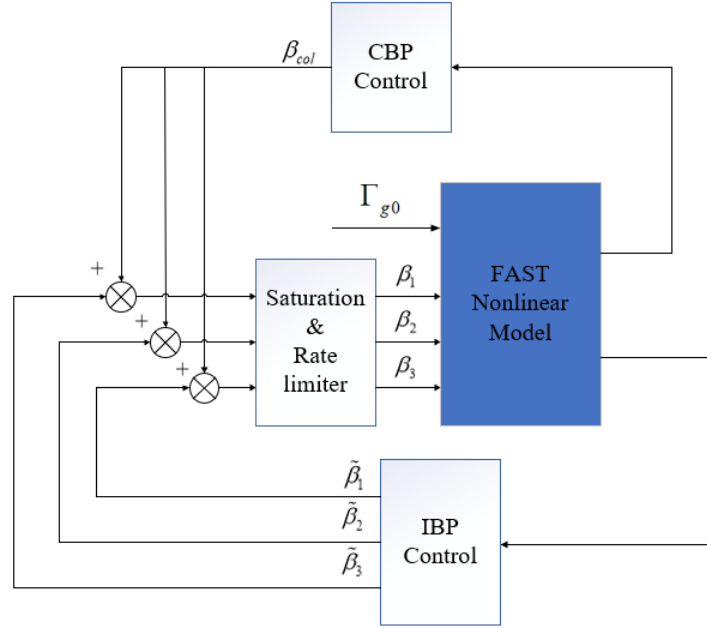 β_col
CBP
Control
Γ_g0
+
+
+
Saturation
&
Rate
limiter
β_1
β_2
β_3
FAST
Nonlinear
Model
β̃_1
β̃_2
β̃_3
IBP
Control